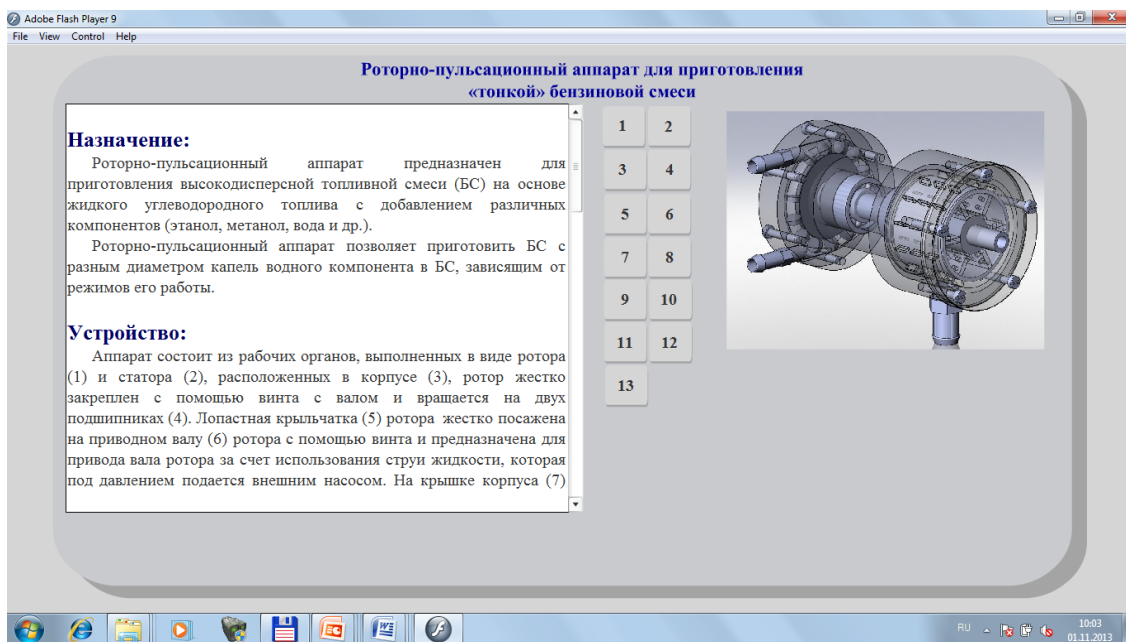 Adobe Flash Player 9
File View Control Help
Роторно-пульсационный аппарат для приготовления
«тонкой» бензиновой смеси
Назначение:
Роторно-пульсационный аппарат предназначен для
приготовления высокодисперсной топливной смеси (БС) на основе
жидкого углеводородного топлива с добавлением различных
компонентов (этанол, метанол, вода и др.).
Роторно-пульсационный аппарат позволяет приготовить БС с
разным диаметром капель водного компонента в БС, зависящим от
режимов его работы.
Устройство:
Аппарат состоит из рабочих органов, выполненных в виде ротора
(1) и статора (2), расположенных в корпусе (3), ротор жестко
закреплен с помощью винта с валом и вращается на двух
подшипниках (4). Лопастная крыльчатка (5) ротора жестко посажена
на приводном валу (6) ротора с помощью винта и предназначена для
привода вала ротора за счет использования струи жидкости, которая
под давлением подается внешним насосом. На крышке корпуса (7)
1 2
3 4
5 6
7 8
9 10
11 12
13
RU
10:03
01.11.2013